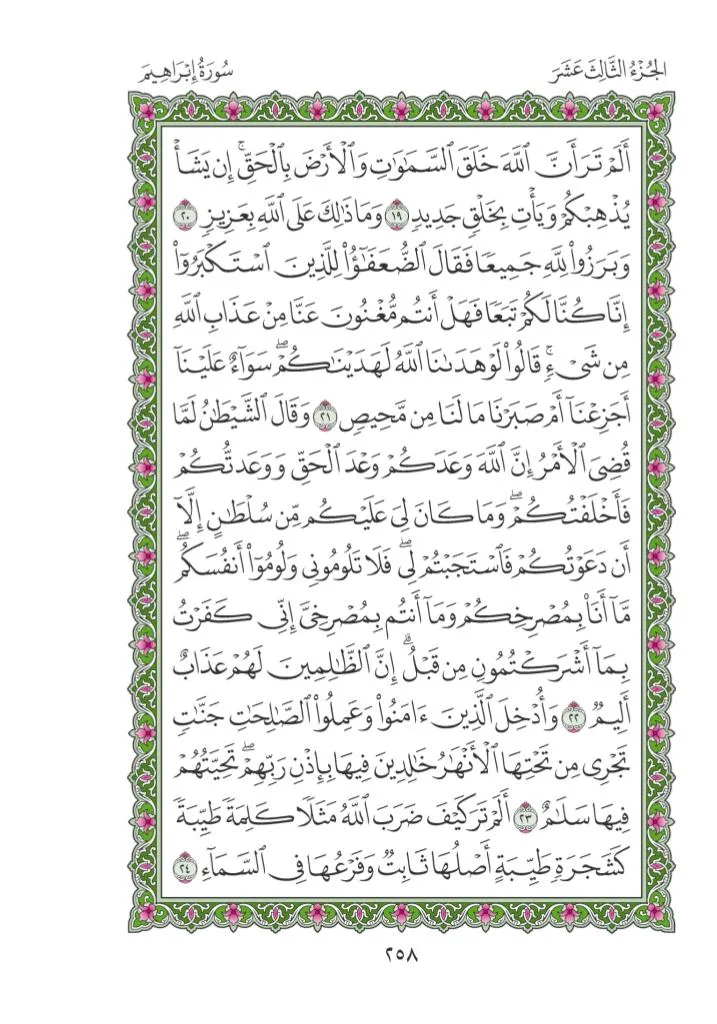 الجُزْءُ الثَّالِثَ عَشَرَ
سُورَةُ إِبْرَاهِيمَ
أَلَمْ تَرَ أَنَّ ٱللَّهَ خَلَقَ ٱلسَّمَـٰوَٰتِ وَٱلْأَرْضَ بِٱلْحَقِّۚ إِن يَشَأْ
يُذْهِبْكُمْ وَيَأْتِ بِخَلْقٍ جَدِيدٍ ١٩ وَمَا ذَٰلِكَ عَلَى ٱللَّهِ بِعَزِيزٍ ٢٠
وَبَرَزُوا۟ لِلَّهِ جَمِيعًا فَقَالَ ٱلضُّعَفَـٰٓؤُا۟ لِلَّذِينَ ٱسْتَكْبَرُوٓا۟
إِنَّا كُنَّا لَكُمْ تَبَعًا فَهَلْ أَنتُم مُّغْنُونَ عَنَّا مِنْ عَذَابِ ٱللَّهِ
مِن شَىْءٍۚ قَالُوا۟ لَوْ هَدَىٰنَا ٱللَّهُ لَهَدَيْنَـٰكُمْۖ سَوَآءٌ عَلَيْنَآ
أَجَزِعْنَآ أَمْ صَبَرْنَا مَا لَنَا مِن مَّحِيصٍ ٢١ وَقَالَ ٱلشَّيْطَـٰنُ لَمَّا
قُضِىَ ٱلْأَمْرُ إِنَّ ٱللَّهَ وَعَدَكُمْ وَعْدَ ٱلْحَقِّ وَوَعَدتُّكُمْ
فَأَخْلَفْتُكُمْۖ وَمَا كَانَ لِىَ عَلَيْكُم مِّن سُلْطَـٰنٍ إِلَّآ
أَن دَعَوْتُكُمْ فَٱسْتَجَبْتُمْ لِىۖ فَلَا تَلُومُونِى وَلُومُوٓا۟ أَنفُسَكُمۖ
مَّآ أَنَا۠ بِمُصْرِخِكُمْ وَمَآ أَنتُم بِمُصْرِخِىَّ إِنِّى كَفَرْتُ
بِمَآ أَشْرَكْتُمُونِ مِن قَبْلُۗ إِنَّ ٱلظَّـٰلِمِينَ لَهُمْ عَذَابٌ
أَلِيمٌ ٢٢ وَأُدْخِلَ ٱلَّذِينَ ءَامَنُوا۟ وَعَمِلُوا۟ ٱلصَّـٰلِحَـٰتِ جَنَّـٰتٍ
تَجْرِى مِن تَحْتِهَا ٱلْأَنْهَـٰرُ خَـٰلِدِينَ فِيهَا بِإِذْنِ رَبِّهِمْۖ تَحِيَّتُهُمْ
فِيهَا سَلَـٰمٌ ٢٣ أَلَمْ تَرَ كَيْفَ ضَرَبَ ٱللَّهُ مَثَلًا كَلِمَةً طَيِّبَةً
كَشَجَرَةٍ طَيِّبَةٍ أَصْلُهَا ثَابِتٌ وَفَرْعُهَا فِى ٱلسَّمَآءِ ٢٤
٢٥٨